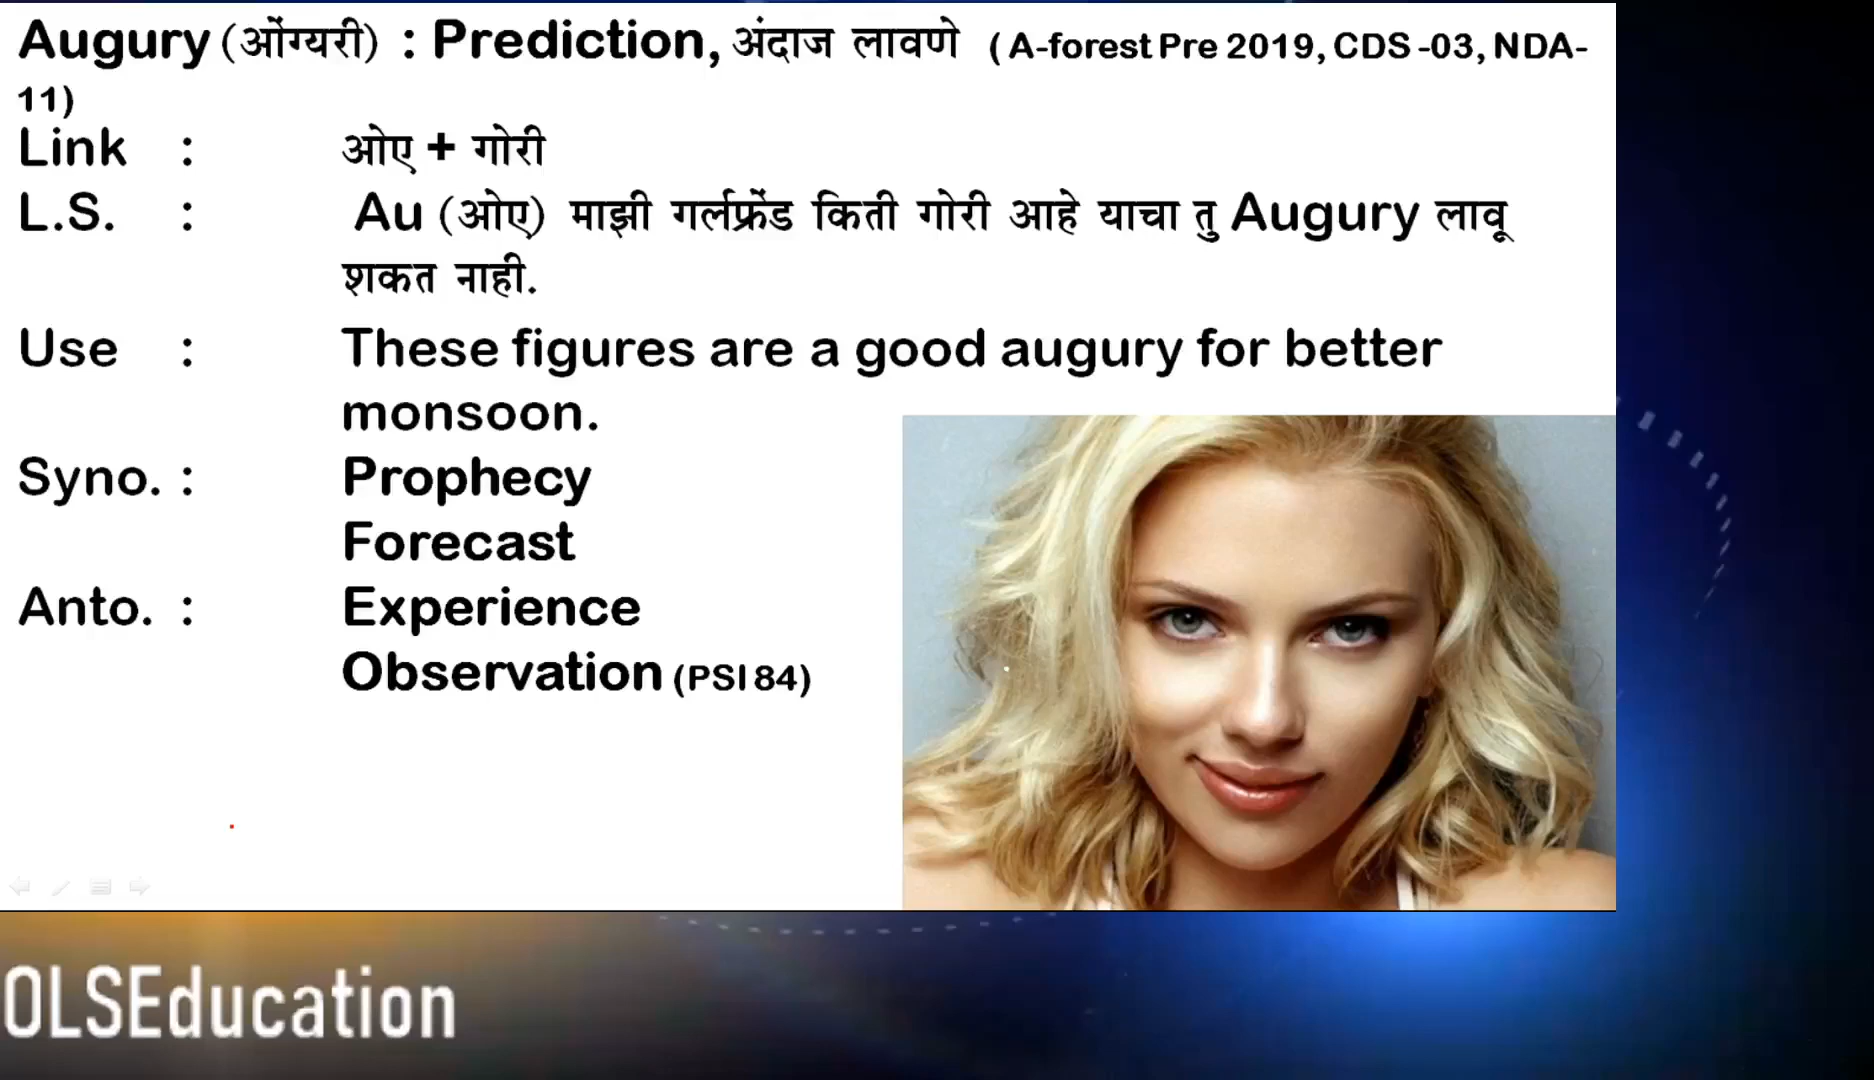 Augury (ओंग्यरी) : Prediction, अंदाज लावणे ( A-forest Pre 2019, CDS -03, NDA-
11)
Link : ओए + गोरी
L.S. : Au (ओए) माझी गर्लफ्रेंड किती गोरी आहे याचा तु Augury लावू
शकत नाही.
Use : These figures are a good augury for better
monsoon.
Syno. : Prophecy
Forecast
Anto. : Experience
Observation (PSI 84)
OLSEducation